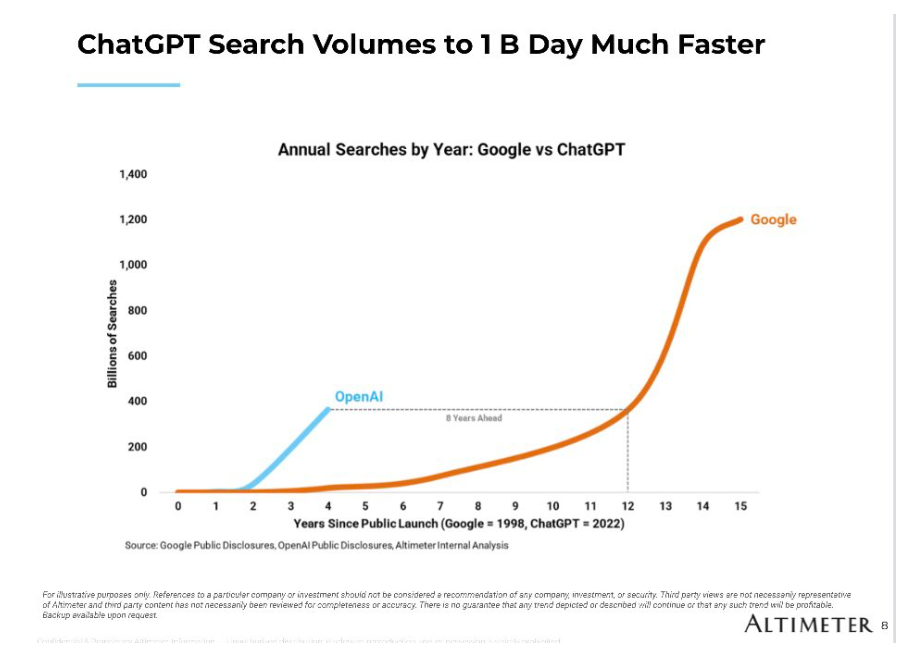 ChatGPT Search Volumes to 1 B Day Much Faster
Annual Searches by Year: Google vs ChatGPT
1,400
1,200
1,000
800
600
400
200
0
Billions of Searches
Google
OpenAI
8 Years Ahead
0 1 2 3 4 5 6 7 8 9 10 11 12 13 14 15
Years Since Public Launch (Google = 1998, ChatGPT = 2022)
Source: Google Public Disclosures, OpenAI Public Disclosures, Altimeter Internal Analysis
For illustrative purposes only. References to a particular company or investment should not be considered a recommendation of any company, investment, or security. Third party views are not necessarily representative
of Altimeter and third party content has not necessarily been reviewed for completeness or accuracy. There is no guarantee that any trend depicted or described will continue or that any such trend will be profitable.
Backup available upon request.
ALTIMETER 8